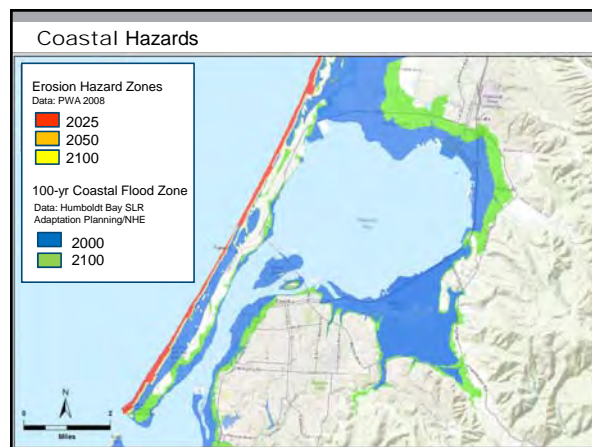 Coastal Hazards
Erosion Hazard Zones
Data: PWA 2008
2025
2050
2100
100-yr Coastal Flood Zone
Data: Humboldt Bay SLR
Adaptation Planning/NHE
2000
2100
N
0
2
Miles